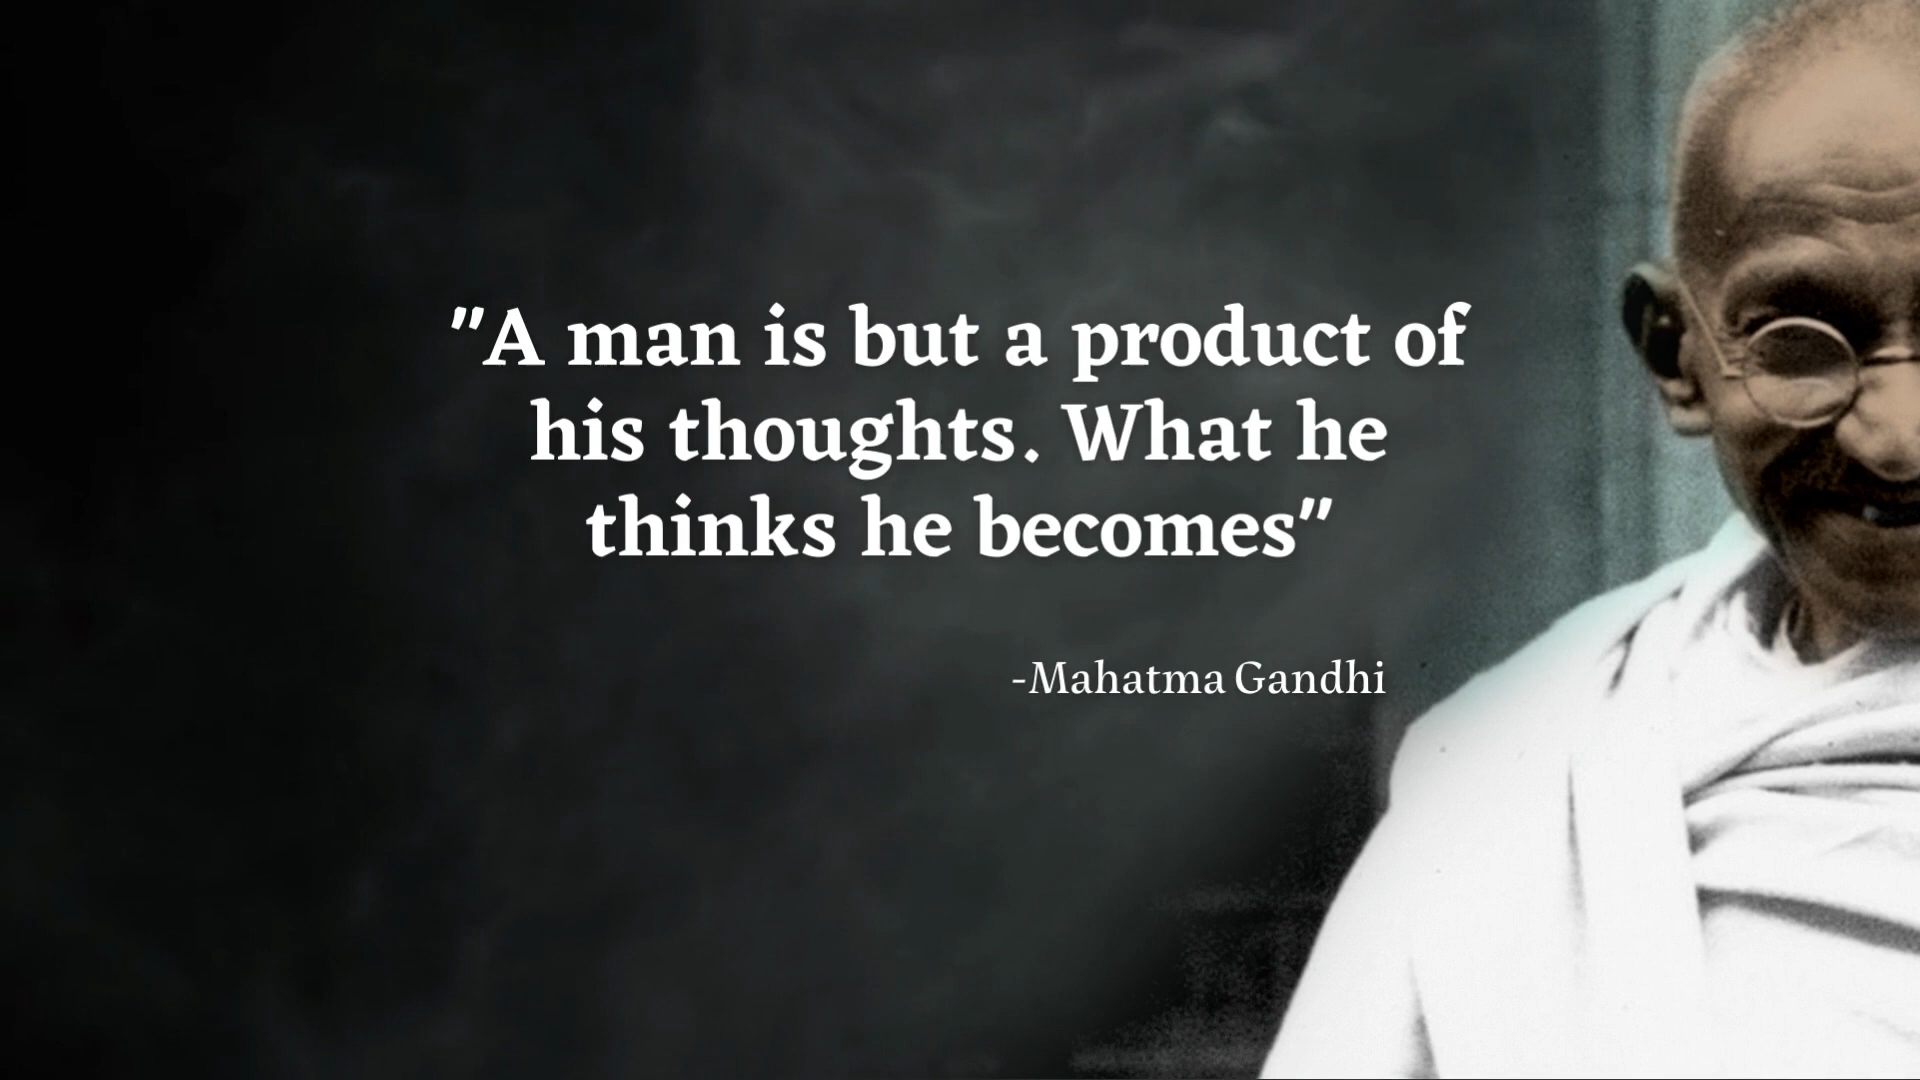 "A man is but a product of
his thoughts. What he
thinks he becomes"
-Mahatma Gandhi